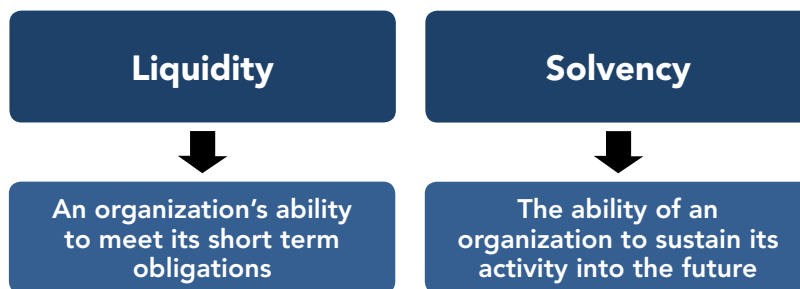 Liquidity
Solvency
An organization's ability
to meet its short term
obligations
The ability of an
organization to sustain its
activity into the future